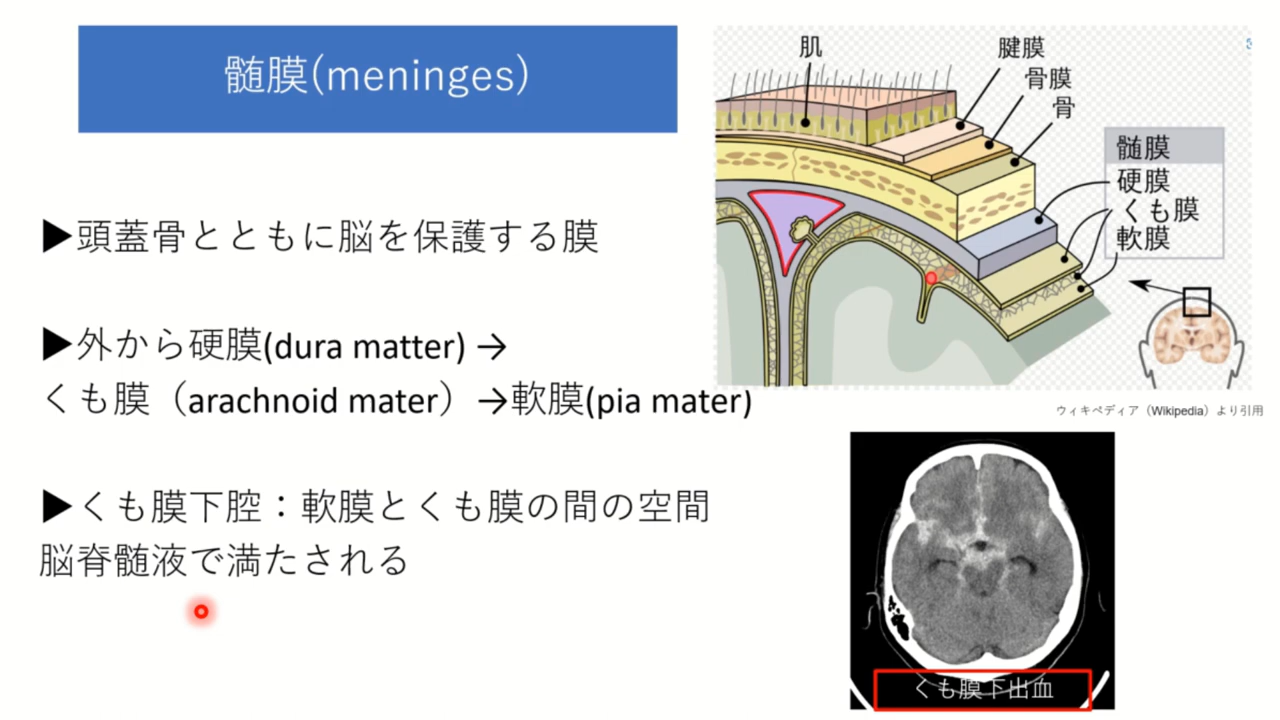 髄膜(meninges)
▶頭蓋骨とともに脳を保護する膜
▶外から硬膜(dura matter) →
くも膜（arachnoid mater）→軟膜(pia mater)
▶くも膜下腔：軟膜とくも膜の間の空間
脳脊髄液で満たされる
肌
腱膜
骨膜
骨
髄膜
硬膜
くも膜
軟膜
ウィキペディア（Wikipedia）より引用
くも膜下出血